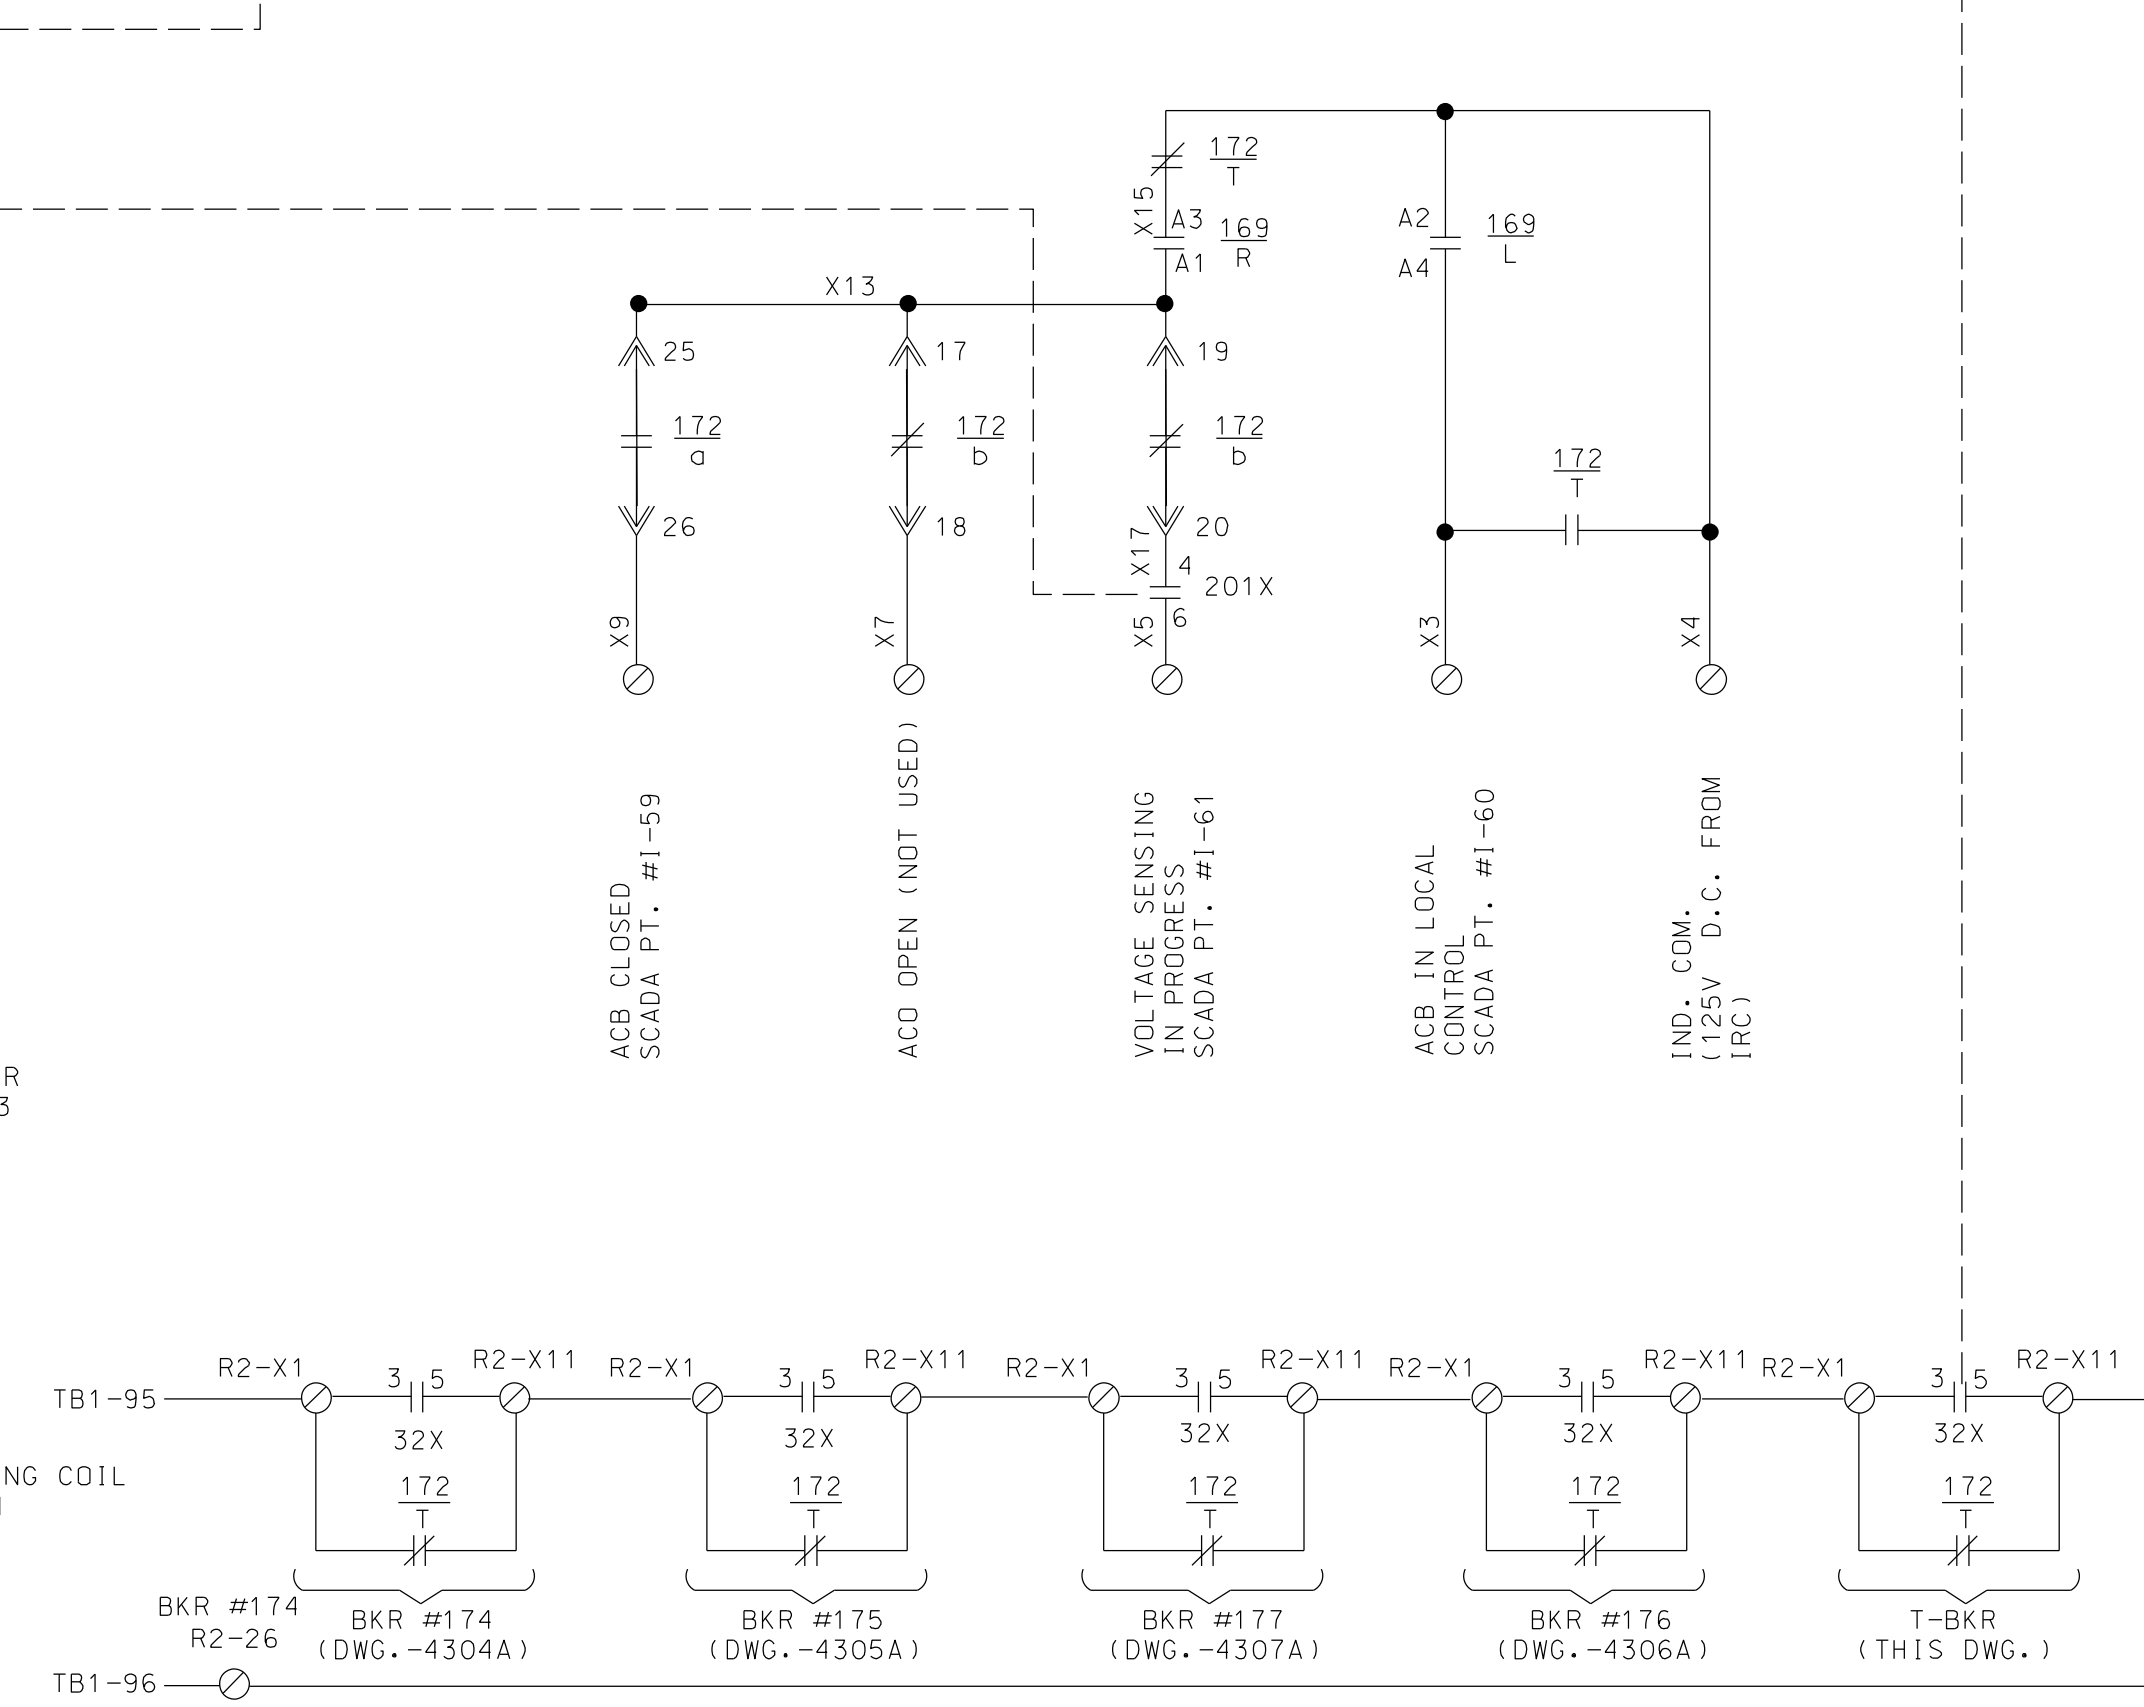 172
T
X15
A3
169
R
A1
A2
169
L
A4
X13
25
17
19
172
a
172
b
172
b
172
T
26
18
20
X17
4
201X
6
X9
X7
X5
X3
X4
ACB CLOSED
SCADA PT. #I-59
ACO OPEN (NOT USED)
VOLTAGE SENSING
IN PROGRESS
SCADA PT. #I-61
ACB IN LOCAL
CONTROL
SCADA PT. #I-60
IND. COM.
(125V D.C. FROM
IRC)
R
3
TB1-95
R2-X1
3 5
R2-X11
32X
172
T
R2-X1
3 5
R2-X11
32X
172
T
R2-X1
3 5
R2-X11
32X
172
T
R2-X1
3 5
R2-X11
32X
172
T
R2-X1
3 5
R2-X11
32X
172
T
NG COIL
BKR #174
R2-26
BKR #174
(DWG.-4304A)
BKR #175
(DWG.-4305A)
BKR #177
(DWG.-4307A)
BKR #176
(DWG.-4306A)
T-BKR
(THIS DWG.)
TB1-96